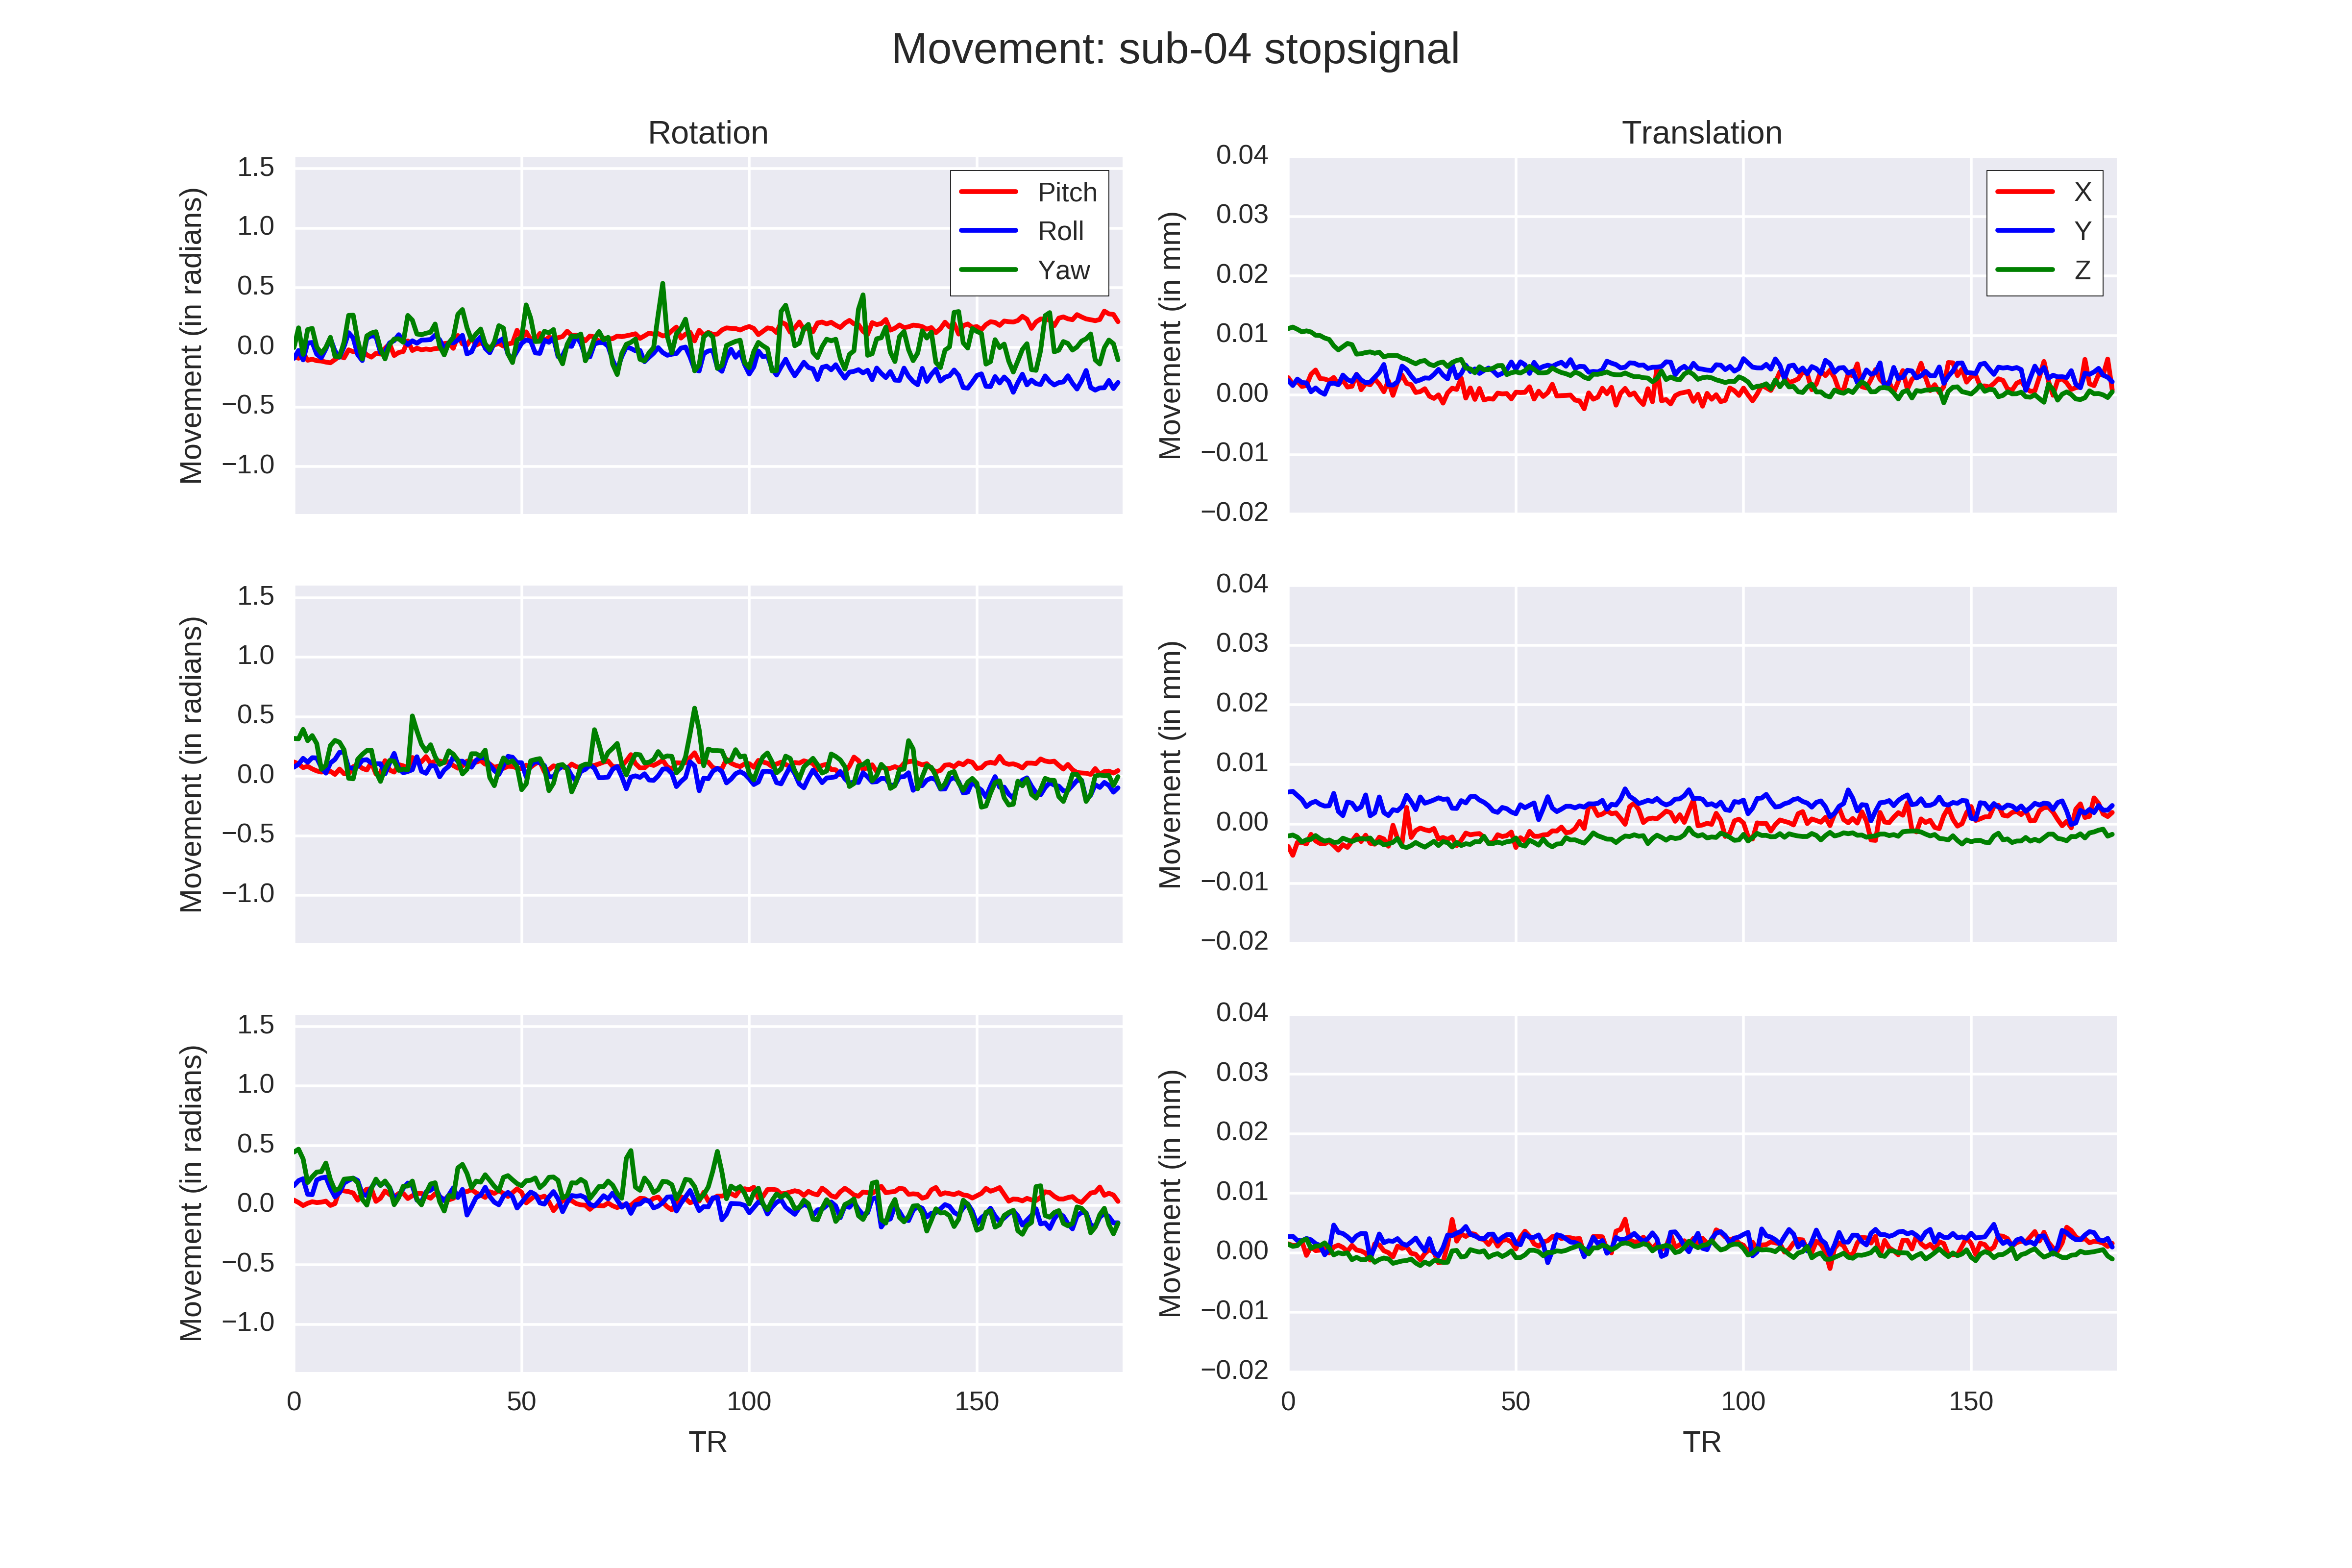 Movement: sub-04 stopsignal
Rotation
Translation
Movement (in radians)
1.5
1.0
0.5
0.0
−0.5
−1.0
Pitch
Roll
Yaw
Movement (in mm)
0.04
0.03
0.02
0.01
0.00
−0.01
−0.02
X
Y
Z
Movement (in radians)
1.5
1.0
0.5
0.0
−0.5
−1.0
Movement (in mm)
0.04
0.03
0.02
0.01
0.00
−0.01
−0.02
Movement (in radians)
1.5
1.0
0.5
0.0
−0.5
−1.0
0 50 100 150
TR
Movement (in mm)
0.04
0.03
0.02
0.01
0.00
−0.01
−0.02
0 50 100 150
TR